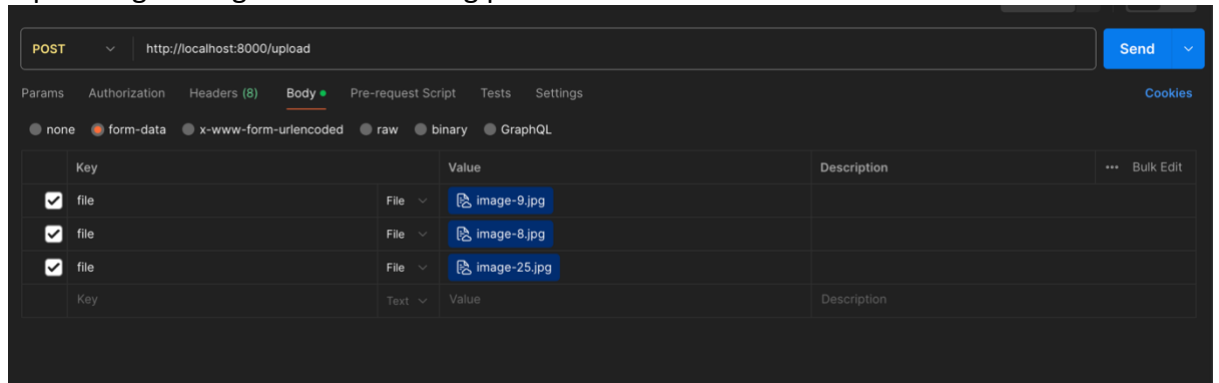 POST http://localhost:8000/upload Send
Params Authorization Headers (8) Body Pre-request Script Tests Settings Cookies
none form-data x-www-form-urlencoded raw binary GraphQL
Key Value Description ••• Bulk Edit
file File image-9.jpg
file File image-8.jpg
file File image-25.jpg
Key Text Value Description